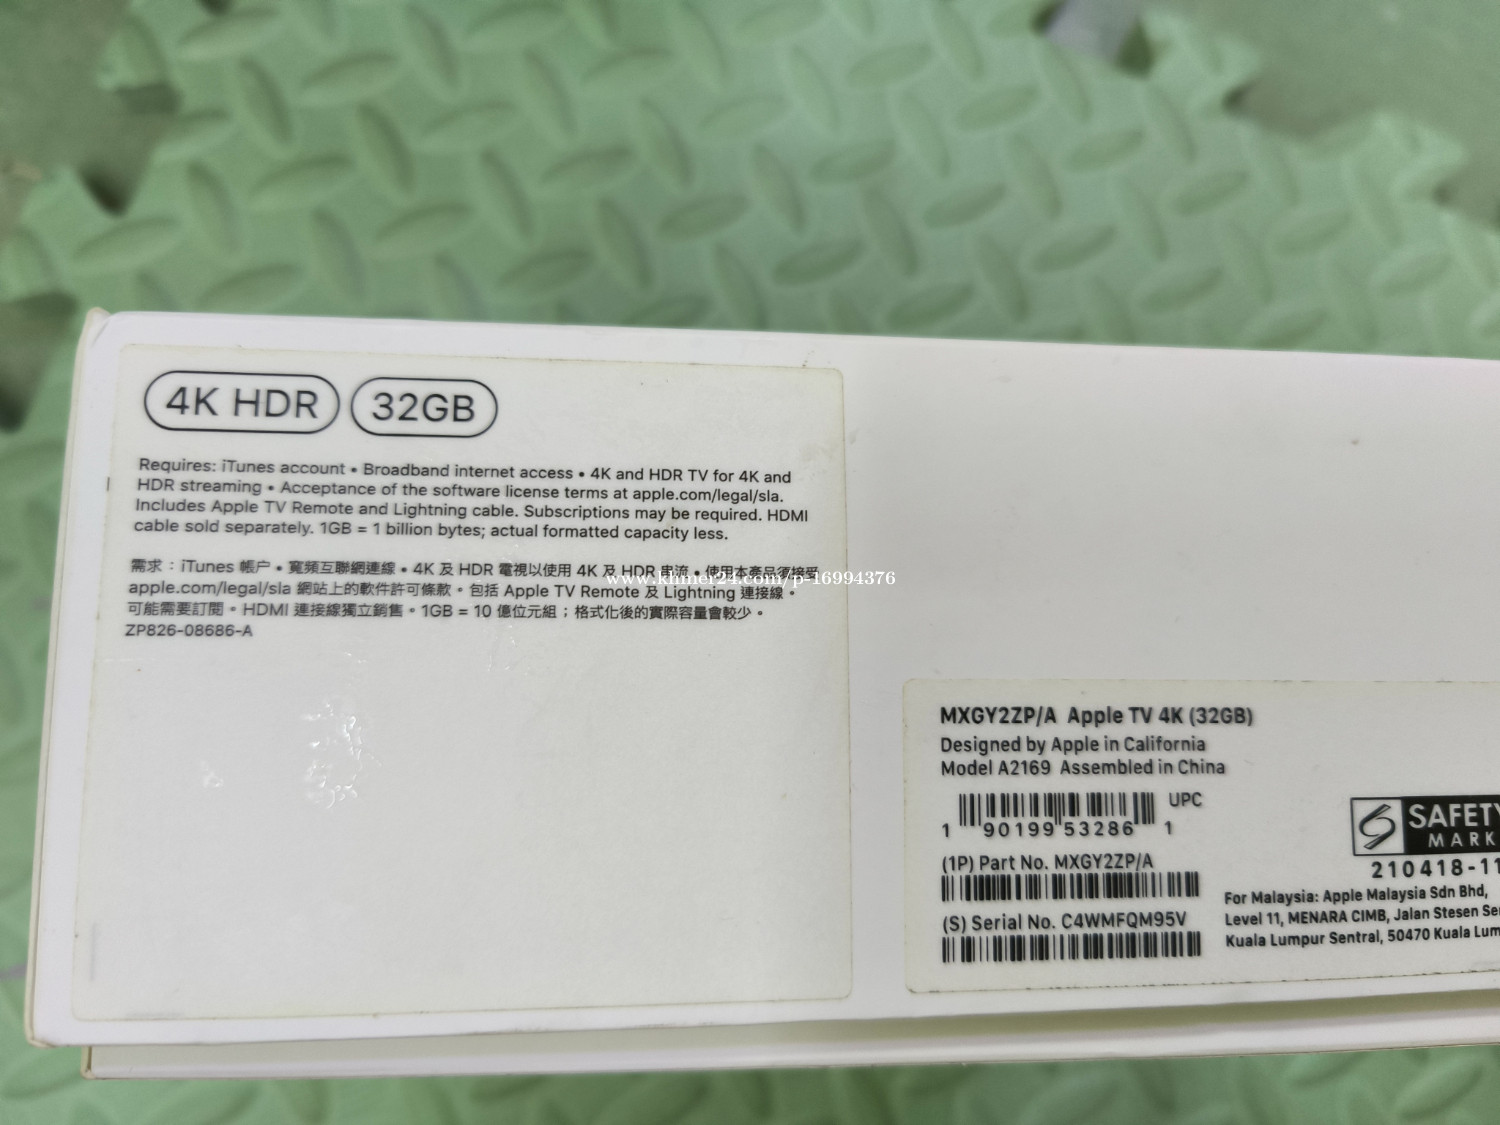 4K HDR 32GB
Requires: iTunes account • Broadband internet access • 4K and HDR TV for 4K and
HDR streaming • Acceptance of the software license terms at apple.com/legal/sla.
Includes Apple TV Remote and Lightning cable. Subscriptions may be required. HDMI
cable sold separately. 1GB = 1 billion bytes; actual formatted capacity less.
需求：iTunes 帳戶 • 寬頻互聯網連線 • 4K 及 HDR 電視以使用 4K 及 HDR 串流 • 使用本產品須接受
www.khmer24.com/p-16994376
apple.com/legal/sla 網站上的軟件許可條款。包括 Apple TV Remote 及 Lightning 連接線。
可能需要訂閱。HDMI 連接線獨立銷售。1GB = 10 億位元組；格式化後的實際容量會較少。
ZP826-08686-A
MXGY2ZP/A Apple TV 4K (32GB)
Designed by Apple in California
Model A2169 Assembled in China
UPC
1 90199 53286 1
(1P) Part No. MXGY2ZP/A
(S) Serial No. C4WMFQM95V
SAFETY
MARK
210418-11
For Malaysia: Apple Malaysia Sdn Bhd,
Level 11, MENARA CIMB, Jalan Stesen
Kuala Lumpur Sentral, 50470 Kuala